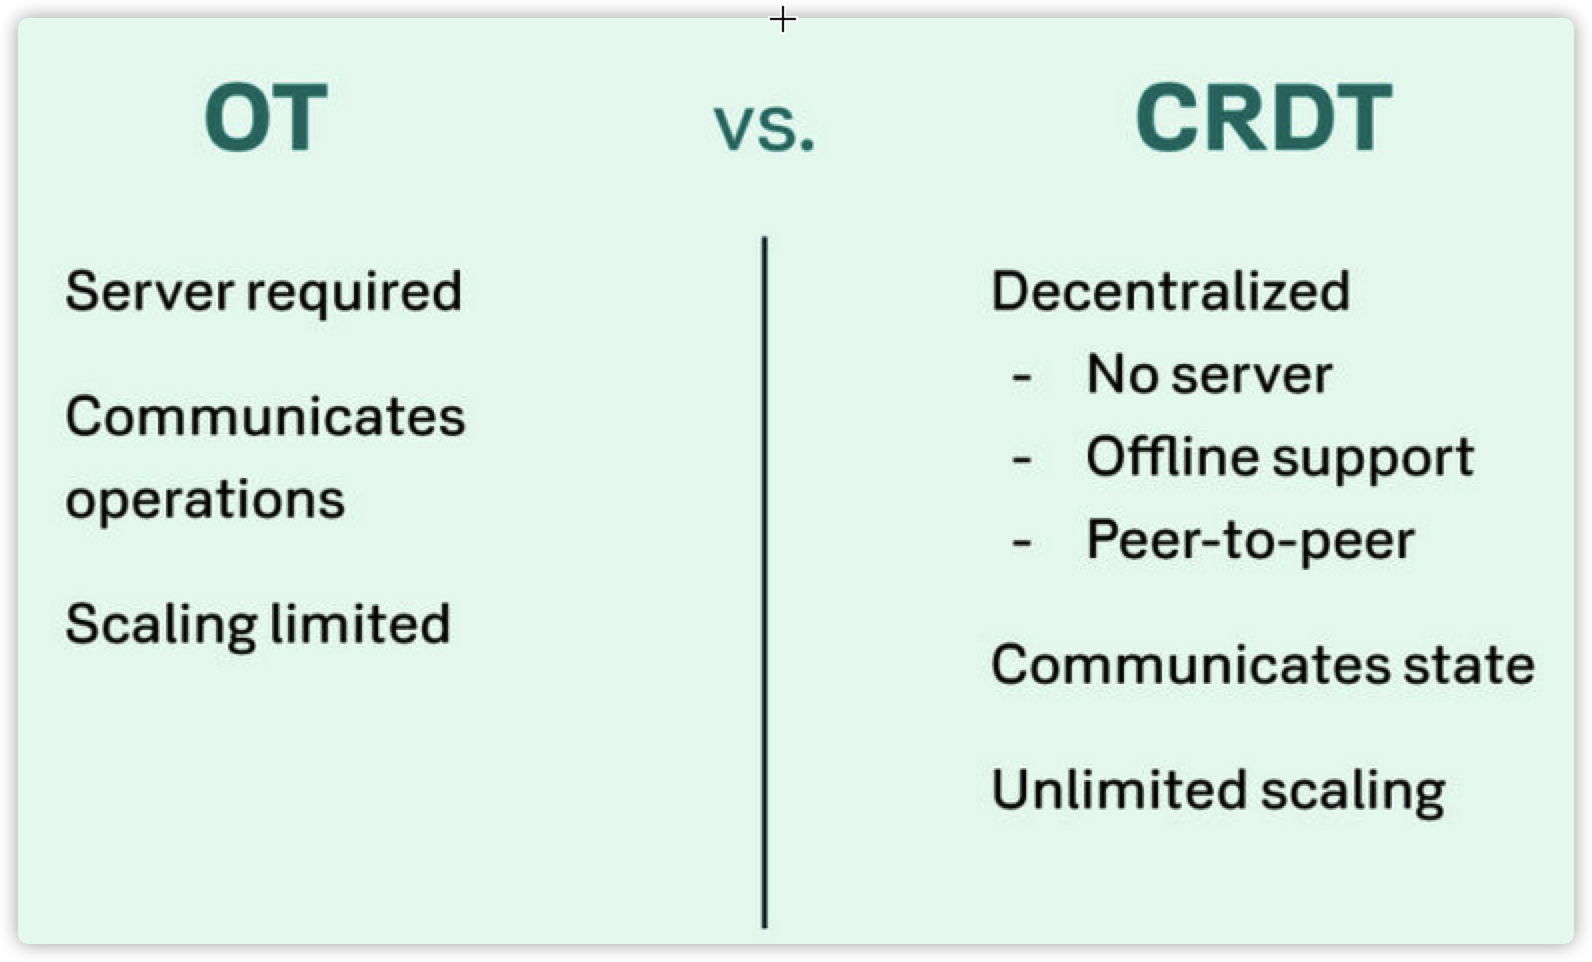 OT vs. CRDT
Server required
Communicates
operations
Scaling limited
Decentralized
- No server
- Offline support
- Peer-to-peer
Communicates state
Unlimited scaling